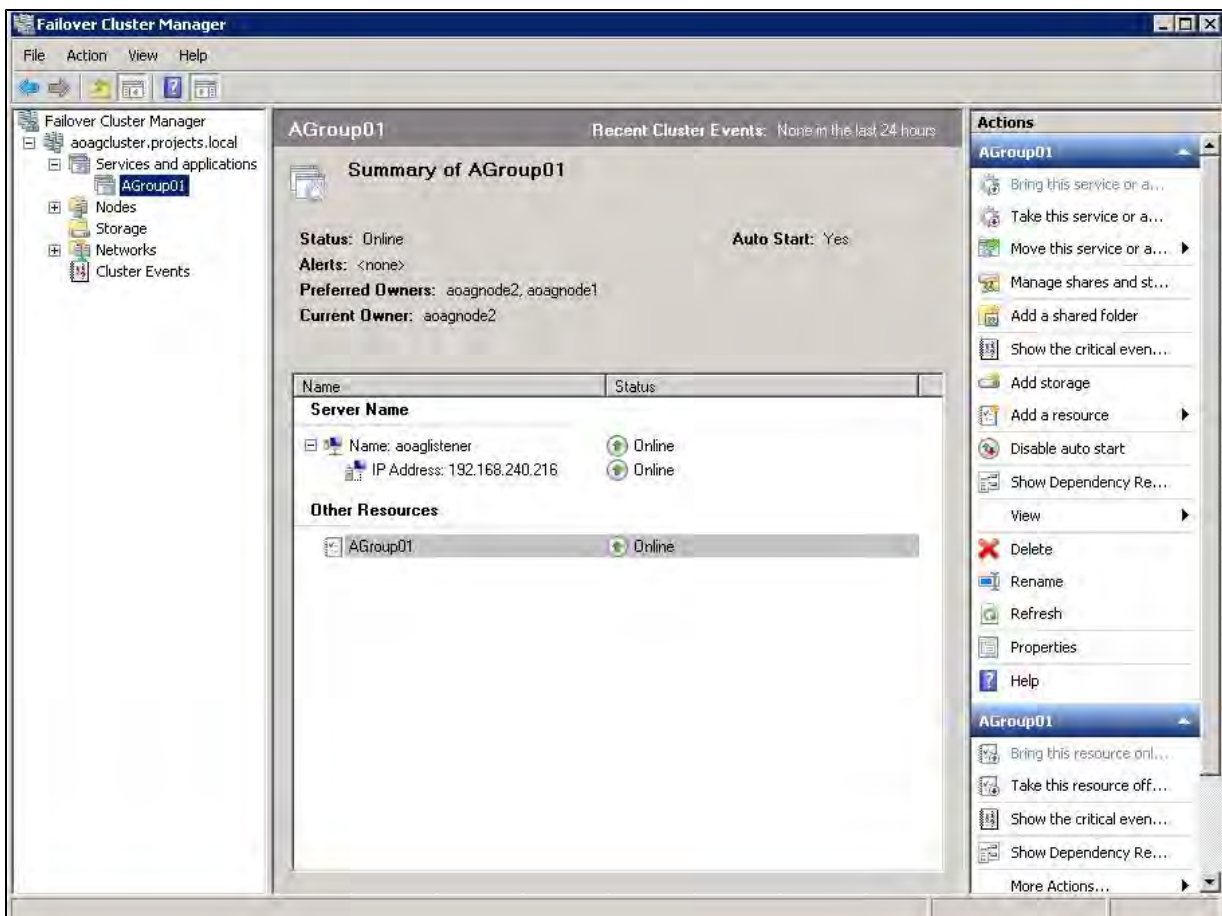 Failover Cluster Manager
File Action View Help
Failover Cluster Manager
aoagcluster.projects.local
Services and applications
AGroup01
Nodes
Storage
Networks
Cluster Events
AGroup01 Recent Cluster Events: None in the last 24 hours
Summary of AGroup01
Status: Online Auto Start: Yes
Alerts: <none>
Preferred Owners: aoagnode2, aoagnode1
Current Owner: aoagnode2
Name Status
Server Name
Name: aoaglistener Online
IP Address: 192.168.240.216 Online
Other Resources
AGroup01 Online
Actions
AGroup01
Bring this service or a...
Take this service or a...
Move this service or a...
Manage shares and st...
Add a shared folder
Show the critical even...
Add storage
Add a resource
Disable auto start
Show Dependency Re...
View
Delete
Rename
Refresh
Properties
Help
AGroup01
Bring this resource onl...
Take this resource off...
Show the critical even...
Show Dependency Re...
More Actions...